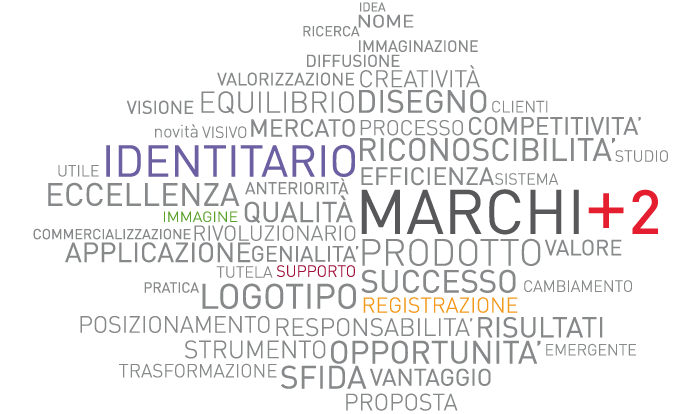 IDEA
NOME
RICERCA
IMMAGINAZIONE
DIFFUSIONE
VALORIZZAZIONE CREATIVITÀ
VISIONE EQUILIBRIO DISEGNO CLIENTI
novità VISIVO MERCATO PROCESSO COMPETITIVITA’
UTILE IDENTITARIO RICONOSCIBILITA’ STUDIO
ECCELLENZA ANTERIORITÀ EFFICIENZA SISTEMA
IMMAGINE QUALITÀ MARCHI+2
COMMERCIALIZZAZIONE RIVOLUZIONARIO
APPLICAZIONE GENIALITA’ PRODOTTO VALORE
TUTELA SUPPORTO SUCCESSO CAMBIAMENTO
PRATICA LOGOTIPO REGISTRAZIONE
POSIZIONAMENTO RESPONSABILITA’ RISULTATI
STRUMENTO OPPORTUNITA’ EMERGENTE
TRASFORMAZIONE SFIDA VANTAGGIO
PROPOSTA